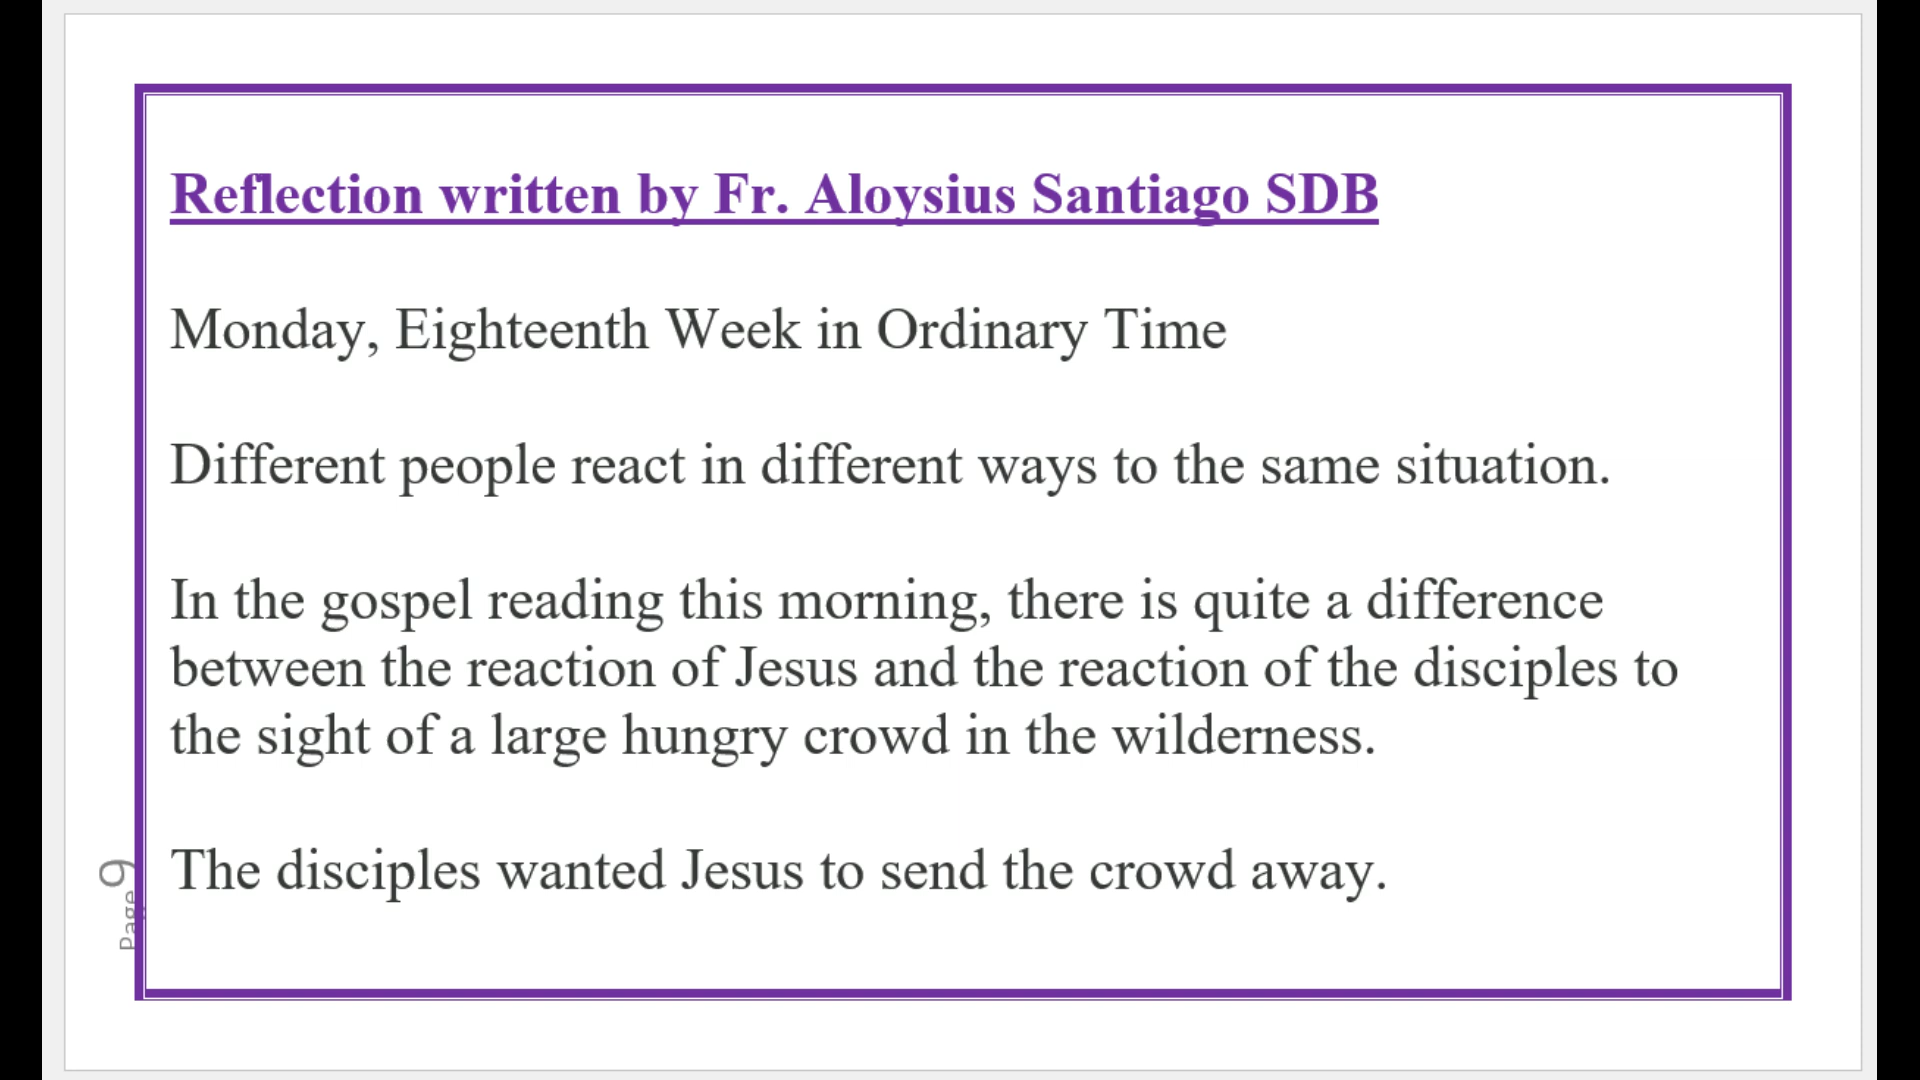 Reflection written by Fr. Aloysius Santiago SDB
Monday, Eighteenth Week in Ordinary Time
Different people react in different ways to the same situation.
In the gospel reading this morning, there is quite a difference
between the reaction of Jesus and the reaction of the disciples to
the sight of a large hungry crowd in the wilderness.
The disciples wanted Jesus to send the crowd away.
Page 9